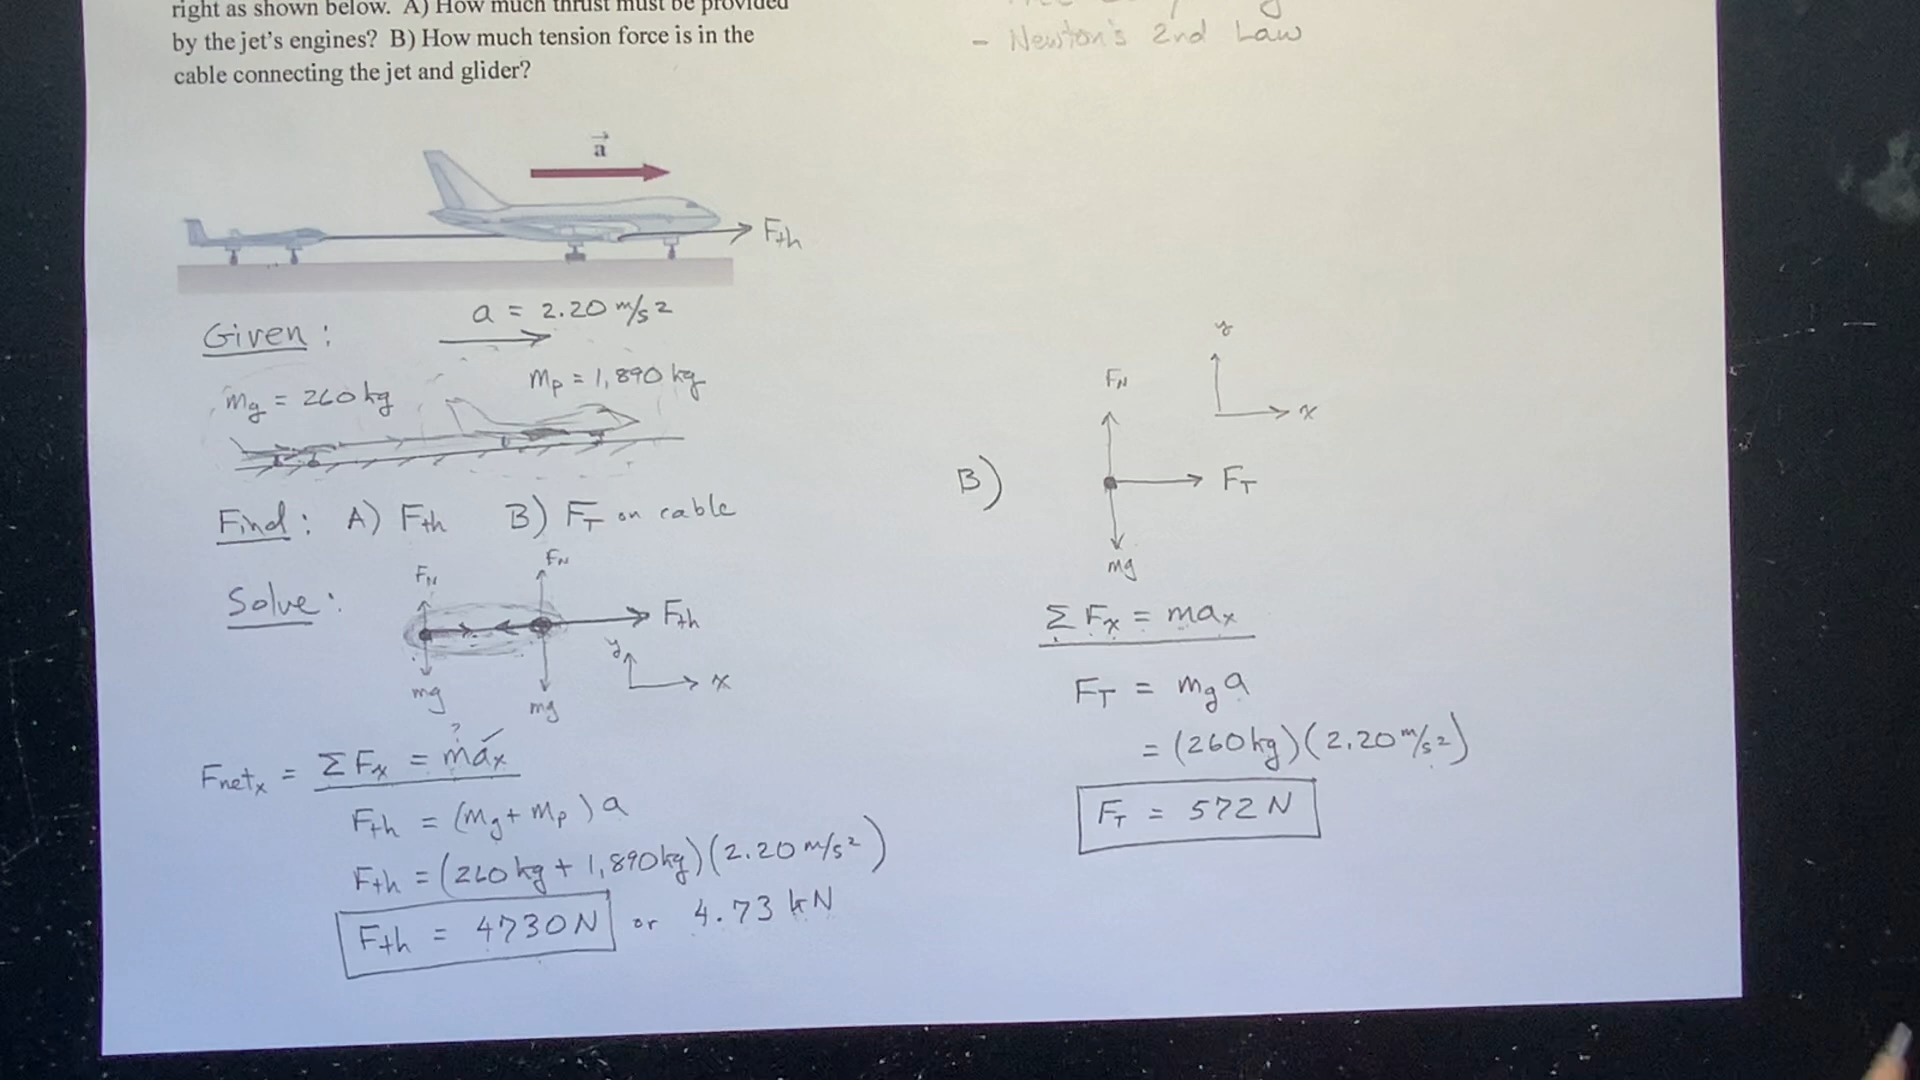 right as shown below. A) How much thrust must be provided
by the jet's engines? B) How much tension force is in the
cable connecting the jet and glider?
- Newton's 2nd Law
a
Fth
Given:
a = 2.20 m/s2
mg = 260 kg
mp = 1,890 kg
Find: A) Fth B) FT on cable
Solve:
FN
FN
Fth
mg
mg
y
x
?
Fnetx = ΣFx = max
Fth = (mg + mp) a
Fth = (260 kg + 1,890 kg)(2.20 m/s2)
Fth = 4730 N or 4.73 kN
B)
FN
y
x
FT
mg
ΣFx = max
FT = mg a
= (260 kg)(2.20 m/s2)
FT = 572 N